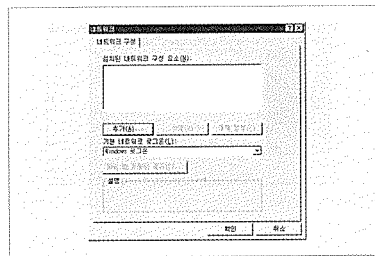 네트워크
네트워크 구성
설치된 네트워크 구성 요소(N):
추가(A)...
기본 네트워크 로그온(L):
Windows 로그온
설명
확인
취소